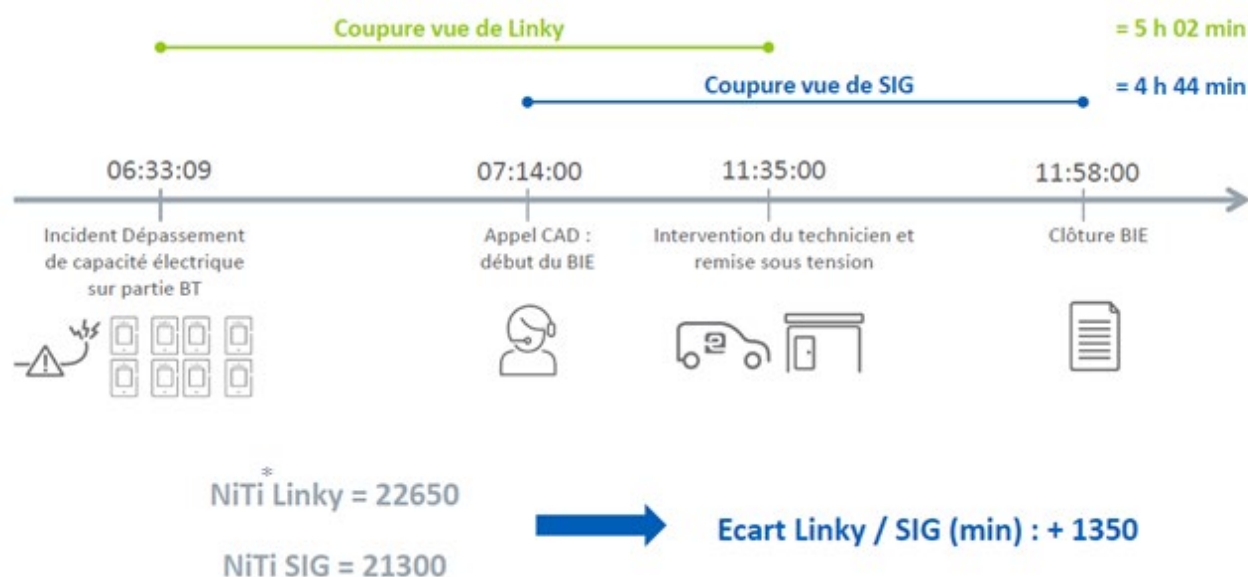 Coupure vue de Linky
= 5 h 02 min
Coupure vue de SIG
= 4 h 44 min
06:33:09
07:14:00
11:35:00
11:58:00
Incident Dépassement
de capacité électrique
sur partie BT
Appel CAD :
début du BIE
Intervention du technicien et
remise sous tension
Clôture BIE
NiTi* Linky = 22650
Ecart Linky / SIG (min) : + 1350
NiTi SIG = 21300